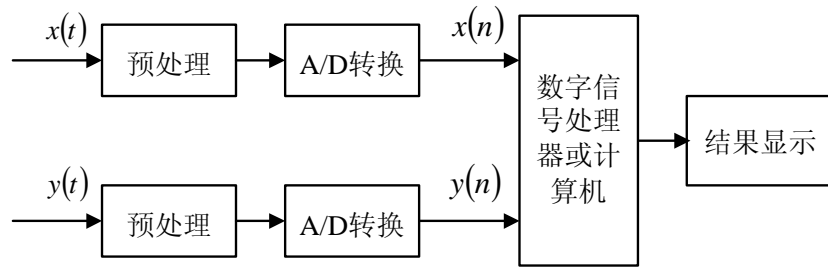 x(t)
预处理
A/D转换
x(n)
数字信
号处理
器或计
算机
结果显示
y(t)
预处理
A/D转换
y(n)